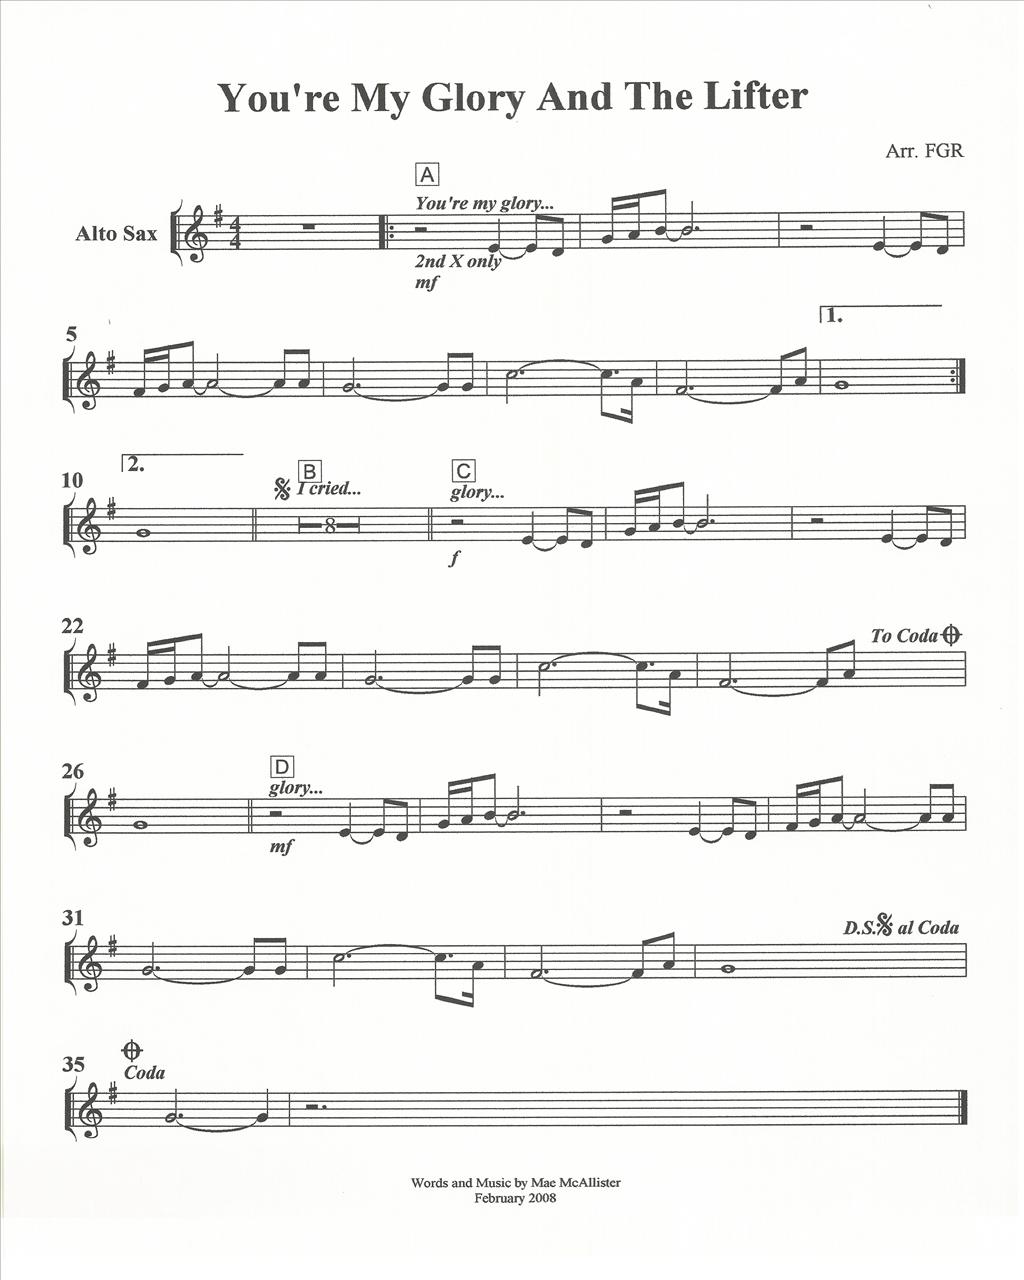 You're My Glory And The Lifter
Arr. FGR
A
You're my glory...
Alto Sax
4
4
2nd X only
mf
5
1.
10
2.
B
I cried...
8
C
glory...
f
22
To Coda
26
D
glory...
mf
31
D.S. al Coda
35
Coda
Words and Music by Mae McAllister
February 2008